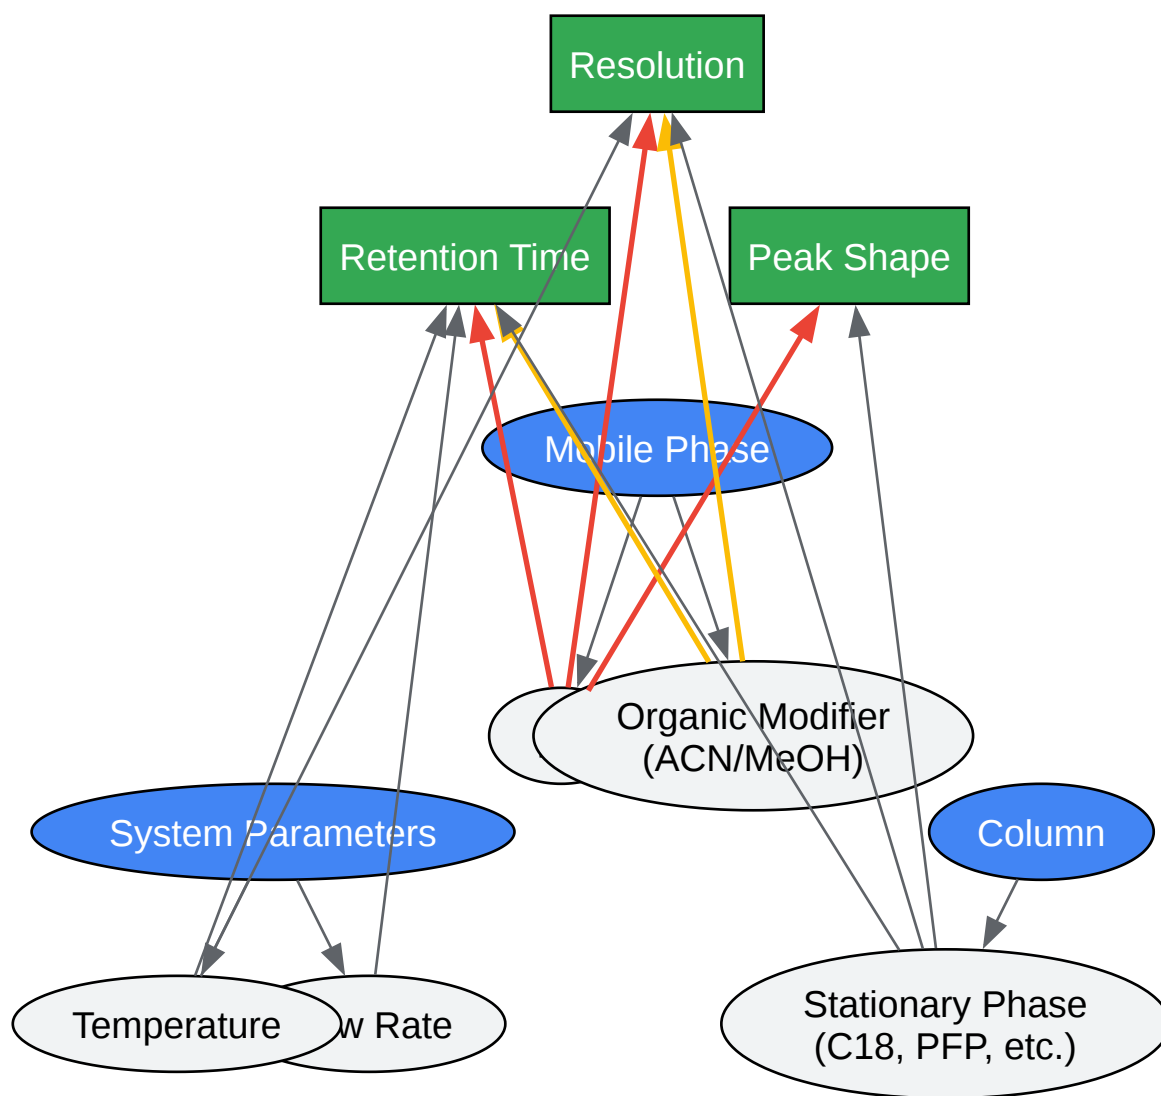 Resolution
Retention Time
Peak Shape
Mobile Phase
Organic Modifier
(ACN/MeOH)
System Parameters
Column
Temperature
Rate
Stationary Phase
(C18, PFP, etc.)